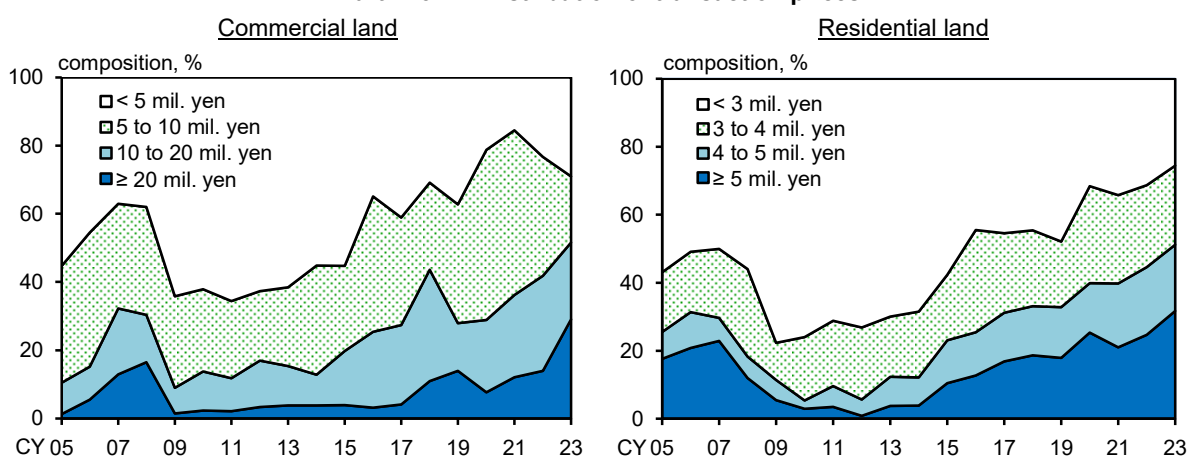 Commercial land
composition, %
100
80
60
40
20
0
< 5 mil. yen
5 to 10 mil. yen
10 to 20 mil. yen
≥ 20 mil. yen
CY 05 07 09 11 13 15 17 19 21 23
Residential land
composition, %
100
80
60
40
20
0
< 3 mil. yen
3 to 4 mil. yen
4 to 5 mil. yen
≥ 5 mil. yen
CY 05 07 09 11 13 15 17 19 21 23